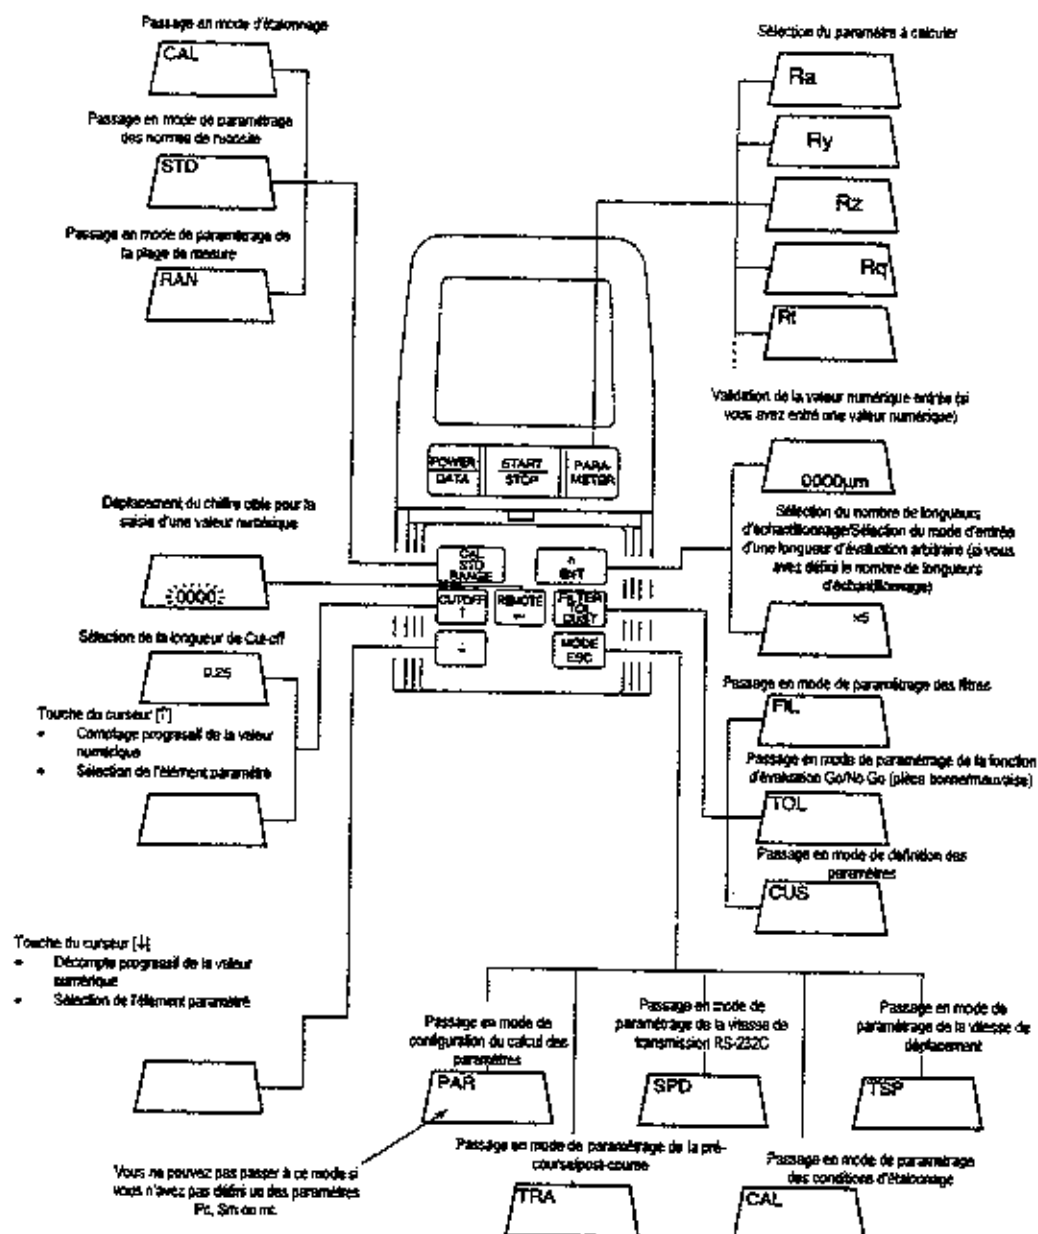 Passage en mode d'étalonnage
CAL
Passage en mode de paramétrage
des normes de rugosité
STD
Passage en mode de paramétrage de
la plage de mesure
RAN
Sélection du paramètre à calculer
Ra
Ry
Rz
Rq
Rt
Validation de la valeur numérique entrée (si
vous avez entré une valeur numérique)
0000µm
Sélection du nombre de longueurs
d'échantillonnage/Sélection du mode d'entrée
d'une longueur d'évaluation arbitraire (si vous
avez défini le nombre de longueurs
d'échantillonnage)
x5
POWER
DATA
START
STOP
PARA-
METER
CAL
STD
RANGE
n
ENT
CUTOFF
↑
REMOTE
←
FILTER
TOL
CUST
MODE
ESC
Déplacement du chiffre cible pour la
saisie d'une valeur numérique
0000
Sélection de la longueur de Cut-off
0.25
Touche du curseur [↑]
• Comptage progressif de la valeur
numérique
• Sélection de l'élément paramétré
Passage en mode de paramétrage des filtres
FIL
Passage en mode de paramétrage de la fonction
d'évaluation Go/No Go (pièce bonne/mauvaise)
TOL
Passage en mode de définition des
paramètres
CUS
Touche du curseur [↓]
• Décompte progressif de la valeur
numérique
• Sélection de l'élément paramétré
Passage en mode de
configuration du calcul des
paramètres
PAR
Passage en mode de
paramétrage de la vitesse de
transmission RS-232C
SPD
Passage en mode de
paramétrage de la vitesse de
déplacement
TSP
Vous ne pouvez pas passer à ce mode si
vous n'avez pas défini un des paramètres
Pc, Sm ou mr.
Passage en mode de paramétrage de la pré-
course/post-course
TRA
Passage en mode de paramétrage
des conditions d'étalonnage
CAL